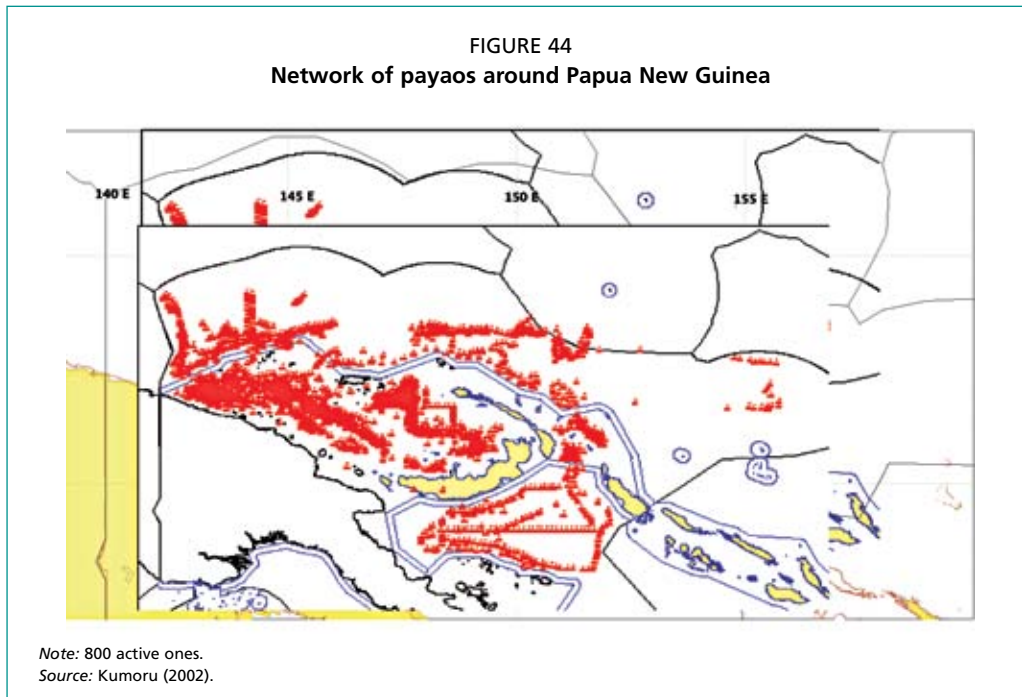 FIGURE 44
Network of payaos around Papua New Guinea
140 E 145 E 150 E 155 E
Note: 800 active ones.
Source: Kumoru (2002).